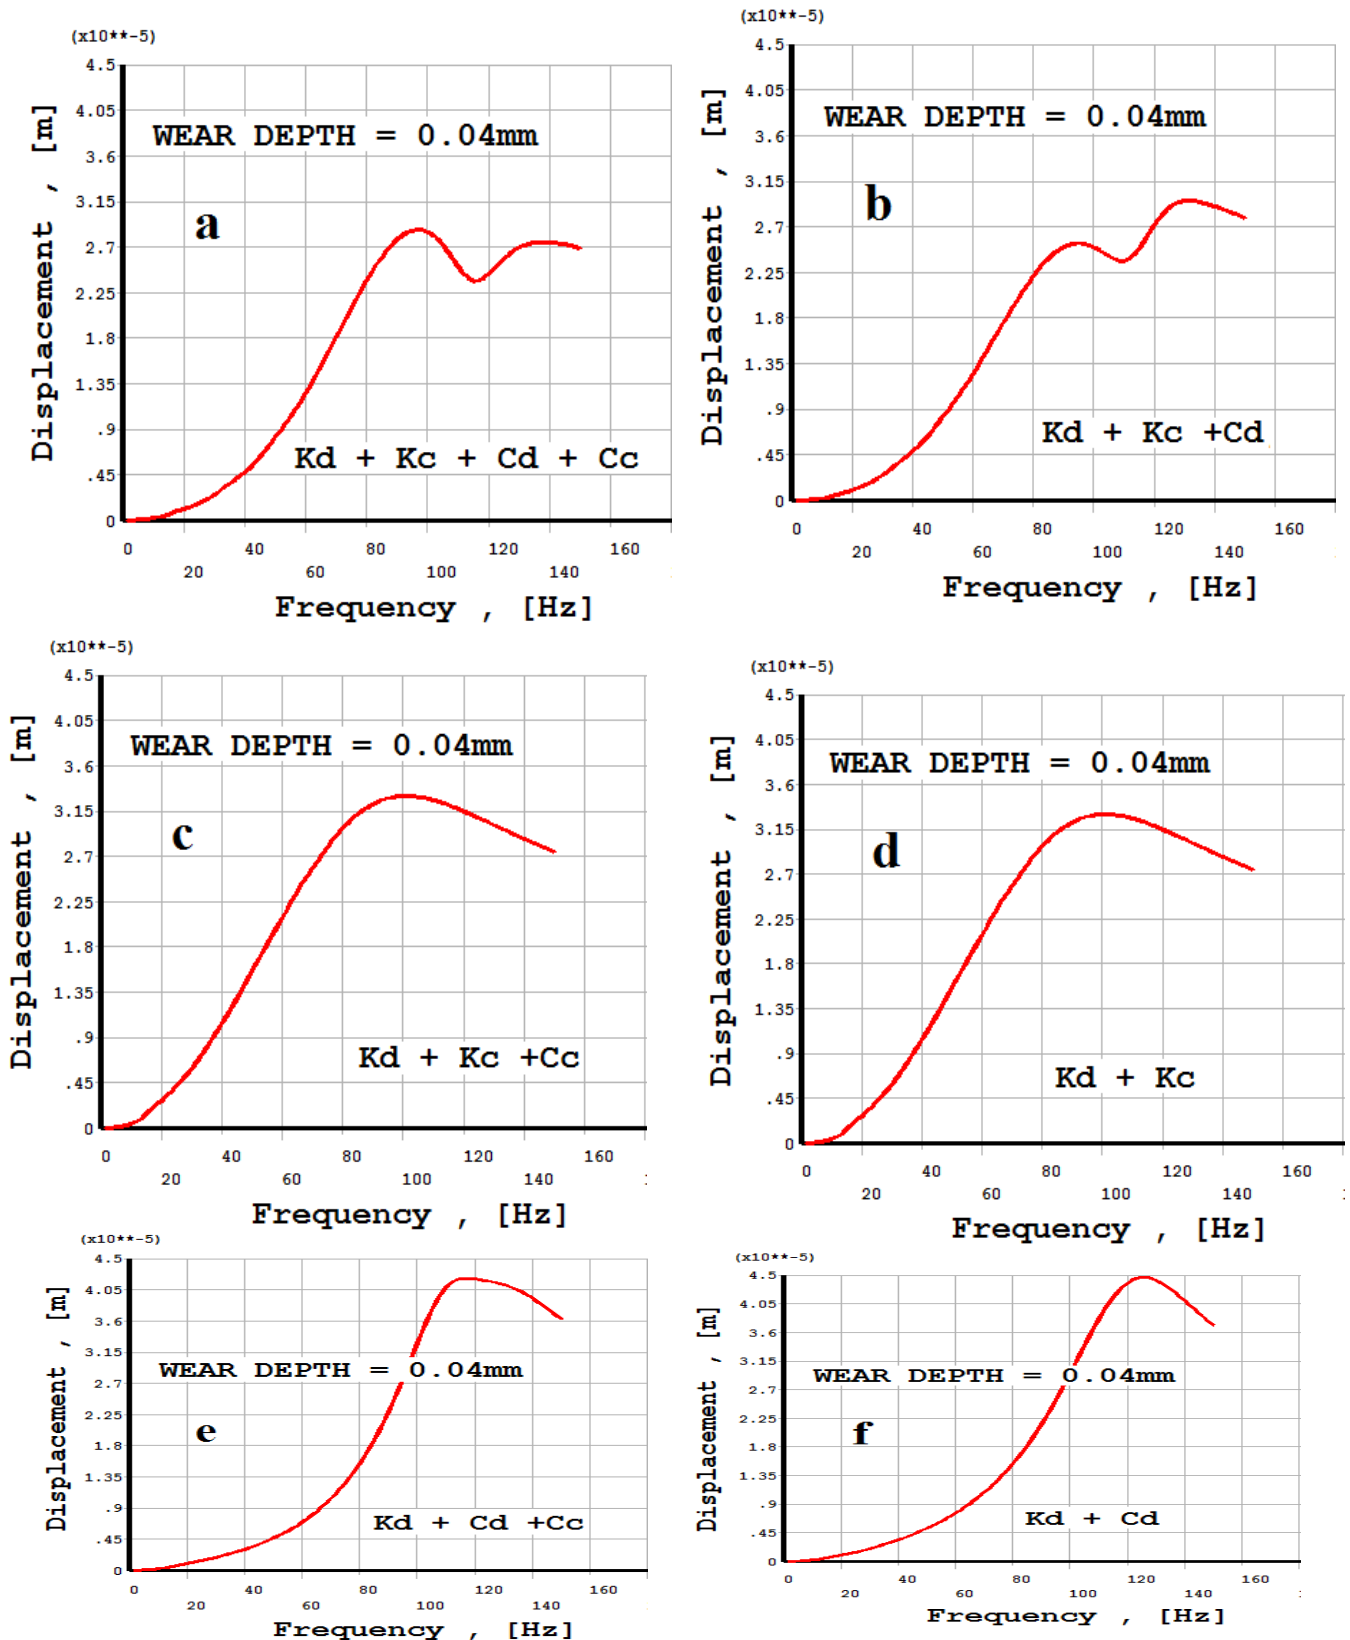 (x10**-5)
4.5
4.05
3.6
3.15
2.7
2.25
1.8
1.35
.9
.45
0
Displacement , [m]
WEAR DEPTH = 0.04mm
a
Kd + Kc + Cd + Cc
0 40 80 120 160
20 60 100 140
Frequency , [Hz]
(x10**-5)
4.5
4.05
3.6
3.15
2.7
2.25
1.8
1.35
.9
.45
0
Displacement , [m]
WEAR DEPTH = 0.04mm
b
Kd + Kc +Cd
0 40 80 120 160
20 60 100 140
Frequency , [Hz]
(x10**-5)
4.5
4.05
3.6
3.15
2.7
2.25
1.8
1.35
.9
.45
0
Displacement , [m]
WEAR DEPTH = 0.04mm
c
Kd + Kc +Cc
0 40 80 120 160
20 60 100 140
Frequency , [Hz]
(x10**-5)
4.5
4.05
3.6
3.15
2.7
2.25
1.8
1.35
.9
.45
0
Displacement , [m]
WEAR DEPTH = 0.04mm
d
Kd + Kc
0 40 80 120 160
20 60 100 140
Frequency , [Hz]
(x10**-5)
4.5
4.05
3.6
3.15
2.7
2.25
1.8
1.35
.9
.45
0
Displacement , [m]
WEAR DEPTH = 0.04mm
e
Kd + Cd +Cc
0 40 80 120 160
20 60 100 140
Frequency , [Hz]
(x10**-5)
4.5
4.05
3.6
3.15
2.7
2.25
1.8
1.35
.9
.45
0
Displacement , [m]
WEAR DEPTH = 0.04mm
f
Kd + Cd
0 40 80 120 160
20 60 100 140
Frequency , [Hz]